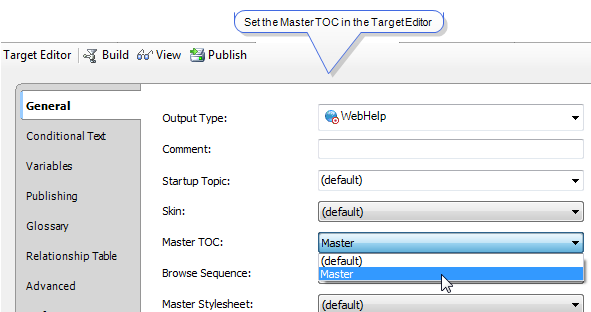 Set the Master TOC in the Target Editor
Target Editor Build View Publish
General
Conditional Text
Variables
Publishing
Glossary
Relationship Table
Advanced
Output Type: WebHelp
Comment:
Startup Topic: (default)
Skin: (default)
Master TOC: Master
(default)
Master
Browse Sequence:
Master Stylesheet: (default)